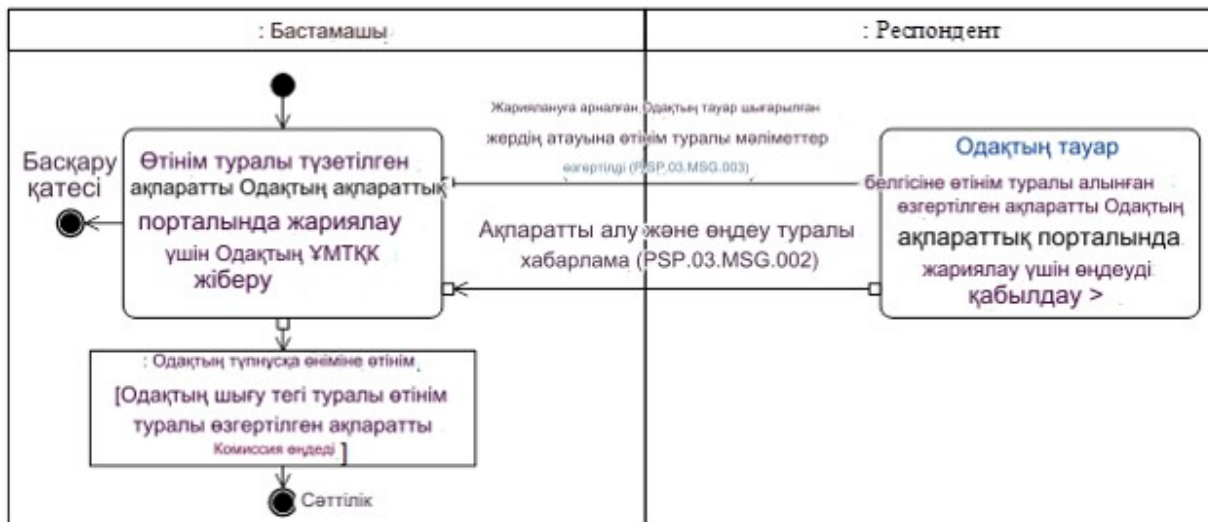 : Бастамашы
: Респондент
Жариялануға арналған Одақтың тауар шығарылған
жердің атауына өтінім туралы мәліметтер
өзгертілді (P.SP.03.MSG.003)
Басқару
қатесі
Өтінім туралы түзетілген
ақпаратты Одақтың ақпараттық
порталында жариялау
үшін Одақтың ҰМТҚК
жіберу
Ақпаратты алу және өңдеу туралы
хабарлама (PSP.03.MSG.002)
Одақтың тауар
белгісіне өтінім туралы алынған
өзгертілген ақпаратты Одақтың
ақпараттық порталында
жариялау үшін өңдеуді
қабылдау >
: Одақтың түпнұсқа өніміне өтінім
[Одақтың шығу тегі туралы өтінім
туралы өзгертілген ақпаратты
Комиссия өңдеді ]
Сәттілік